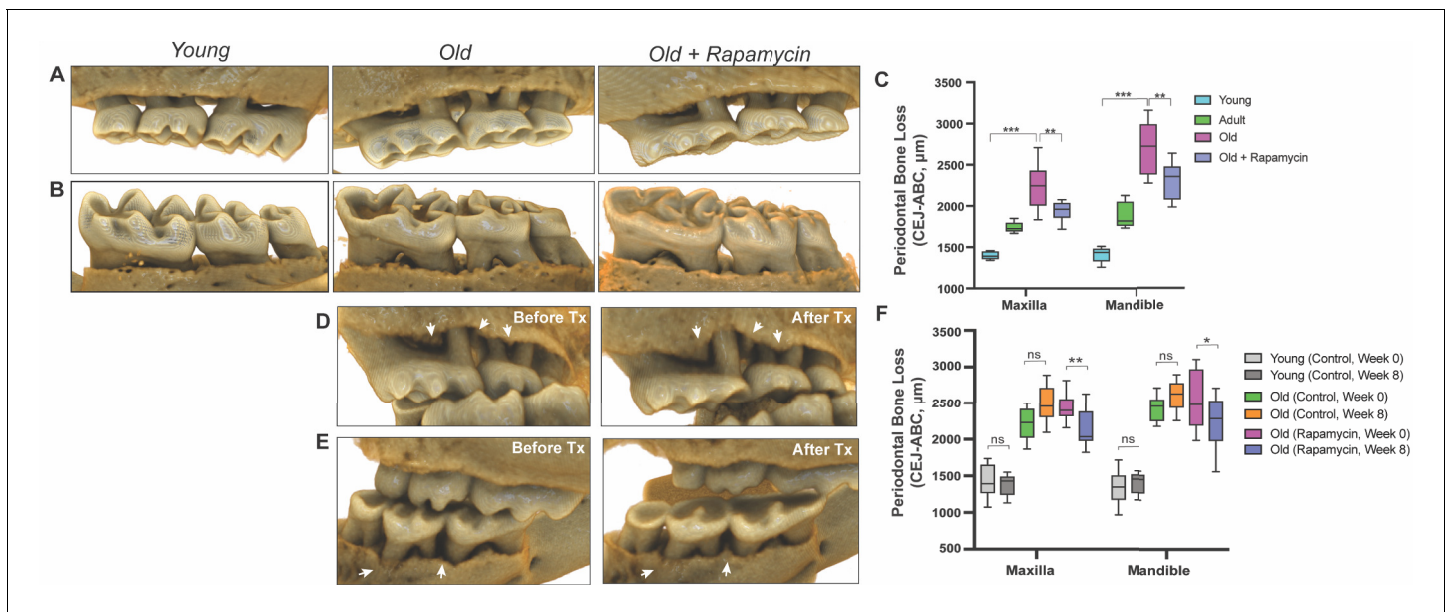 Young
Old
Old + Rapamycin
A
B
C
3500
3000
2500
2000
1500
1000
Periodontal Bone Loss
(CEJ-ABC, μm)
***
**
***
**
Maxilla
Mandible
Young
Adult
Old
Old + Rapamycin
D
Before Tx
After Tx
E
Before Tx
After Tx
F
3500
3000
2500
2000
1500
1000
500
Periodontal Bone Loss
(CEJ-ABC, μm)
ns
ns
**
ns
ns
*
Maxilla
Mandible
Young (Control, Week 0)
Young (Control, Week 8)
Old (Control, Week 0)
Old (Control, Week 8)
Old (Rapamycin, Week 0)
Old (Rapamycin, Week 8)